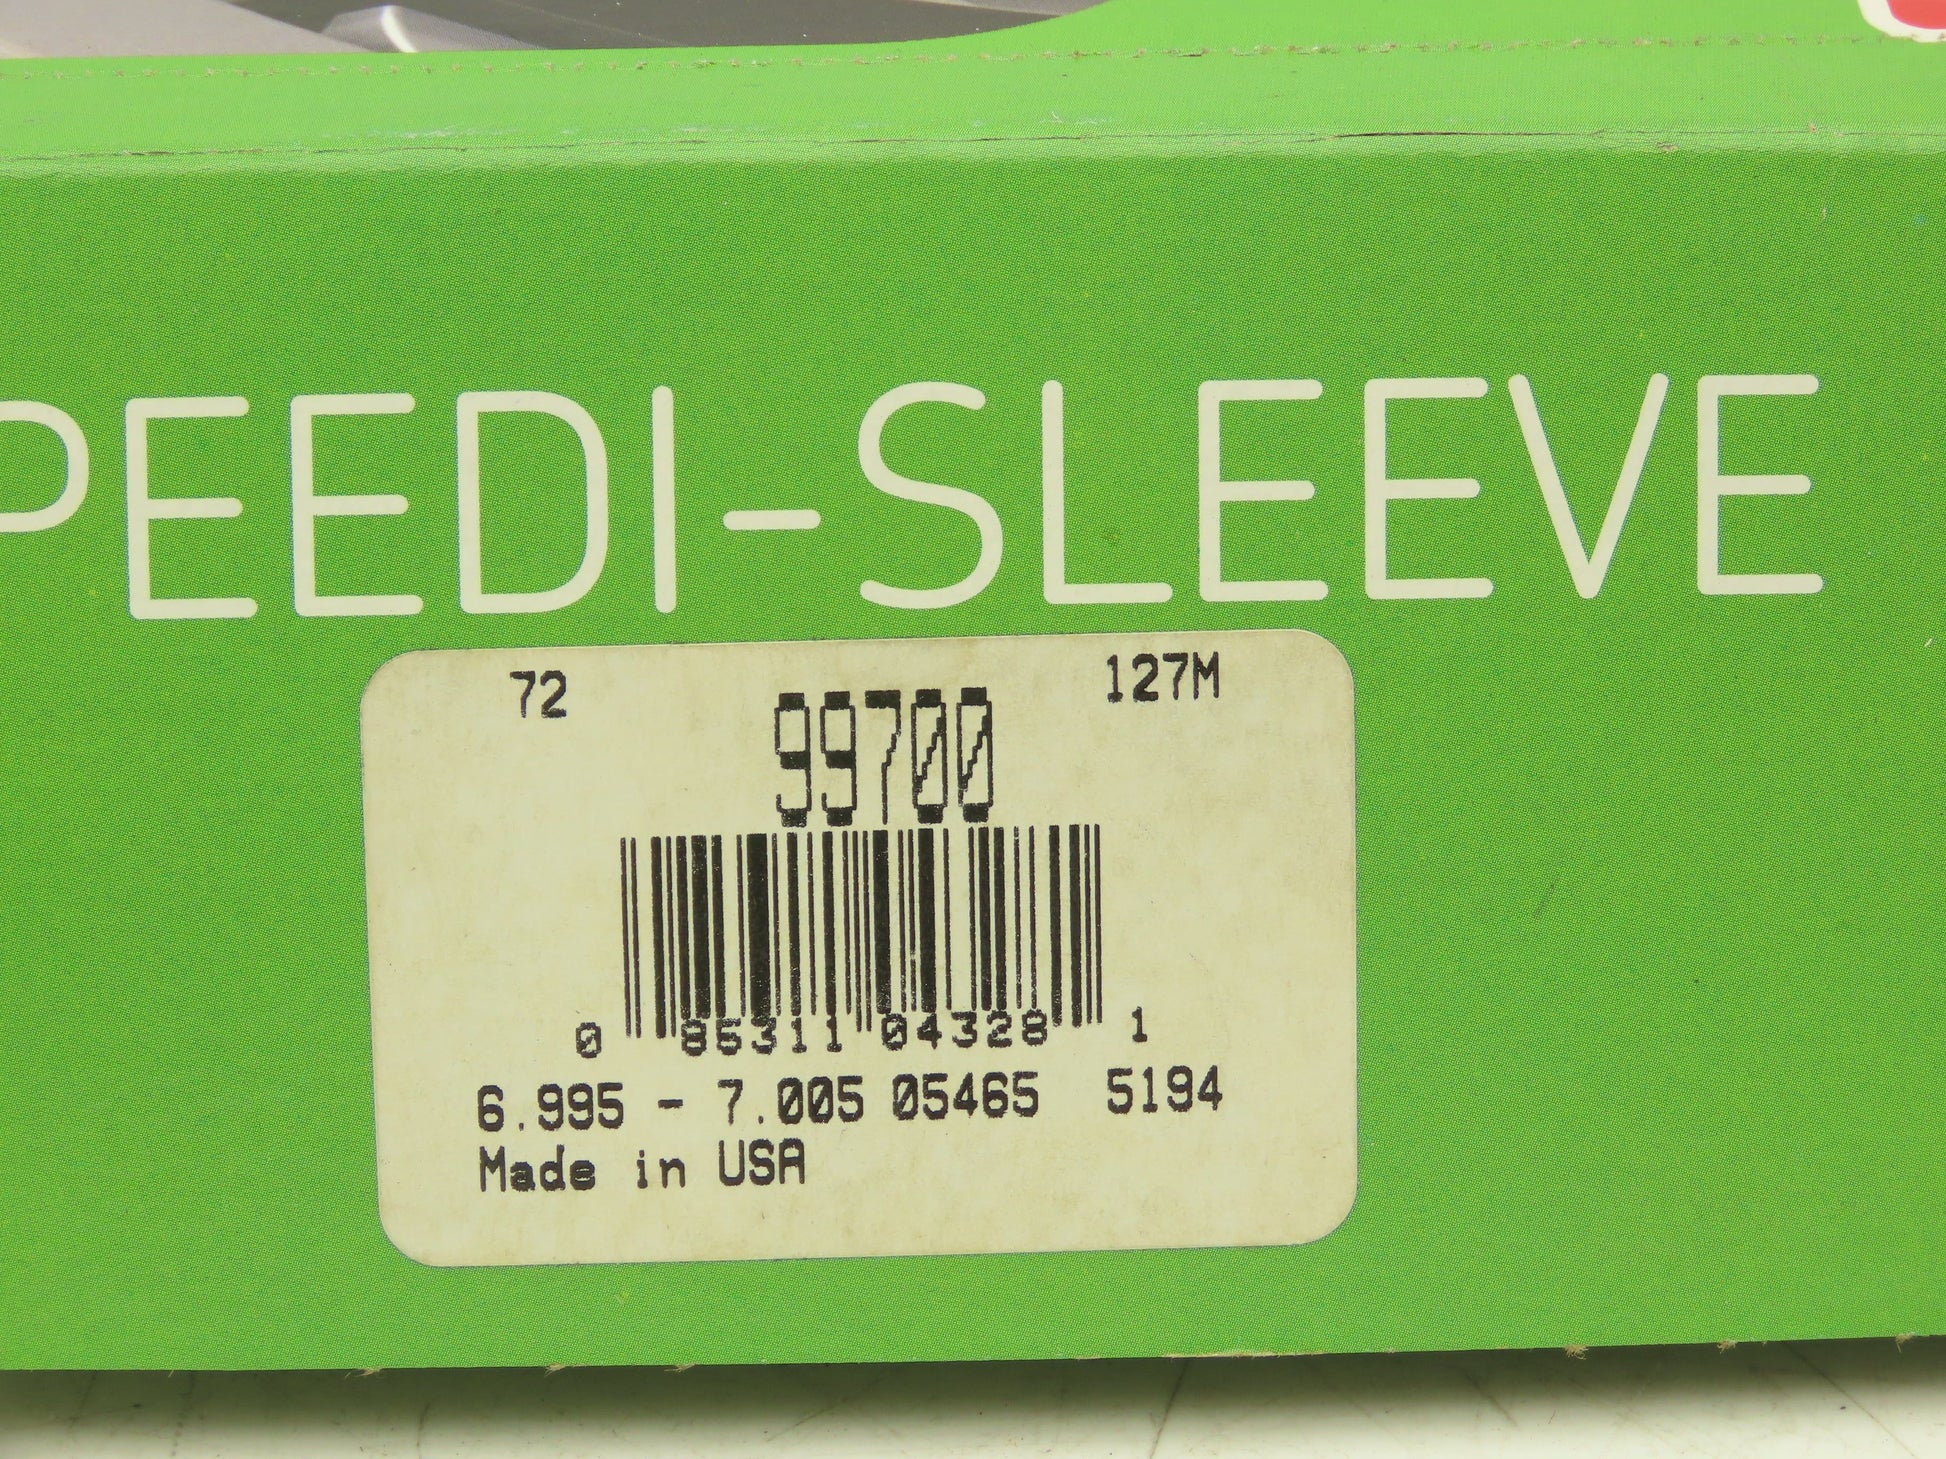 PEEDI-SLEEVE
72 99700 127M
0 85311 04328 1
6.995 - 7.005 05465 5194
Made in USA